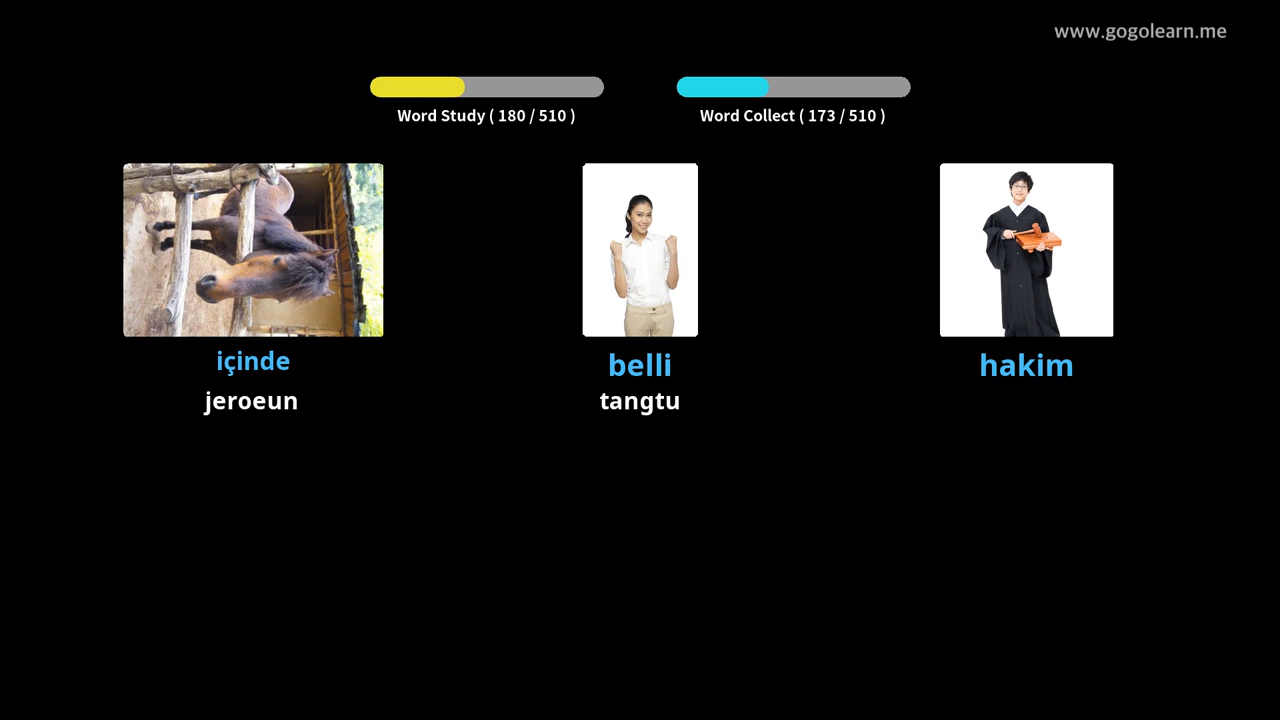 www.gogolearn.me
Word Study ( 180 / 510 )
Word Collect ( 173 / 510 )
içinde
belli
hakim
jeroeun
tangtu